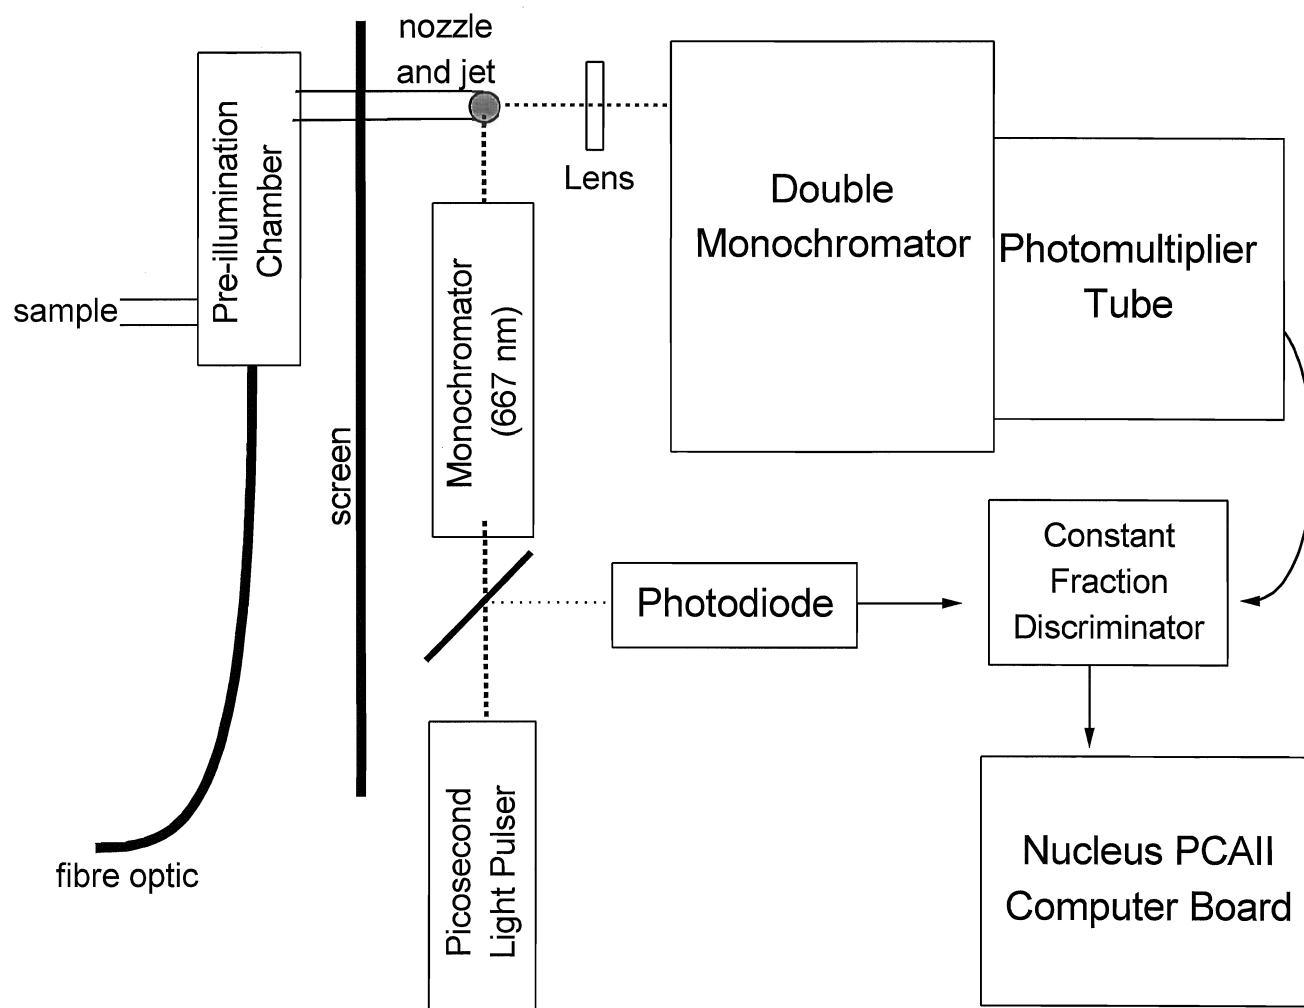 nozzle
and jet
Pre-illumination
Chamber
sample
Lens
Double
Monochromator
Photomultiplier
Tube
Monochromator
(667 nm)
screen
Constant
Fraction
Discriminator
Photodiode
Picosecond
Light Pulser
fibre optic
Nucleus PCAII
Computer Board